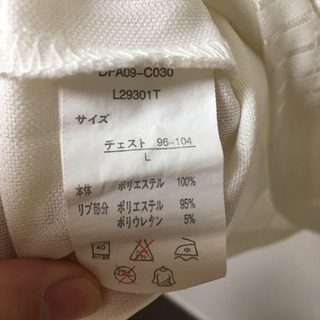 DFA09-C030
L29301T
サイズ
チェスト 96~104
L
本体 / ポリエステル 100%
リブ部分 / ポリエステル 95%
ポリウレタン 5%
40 中